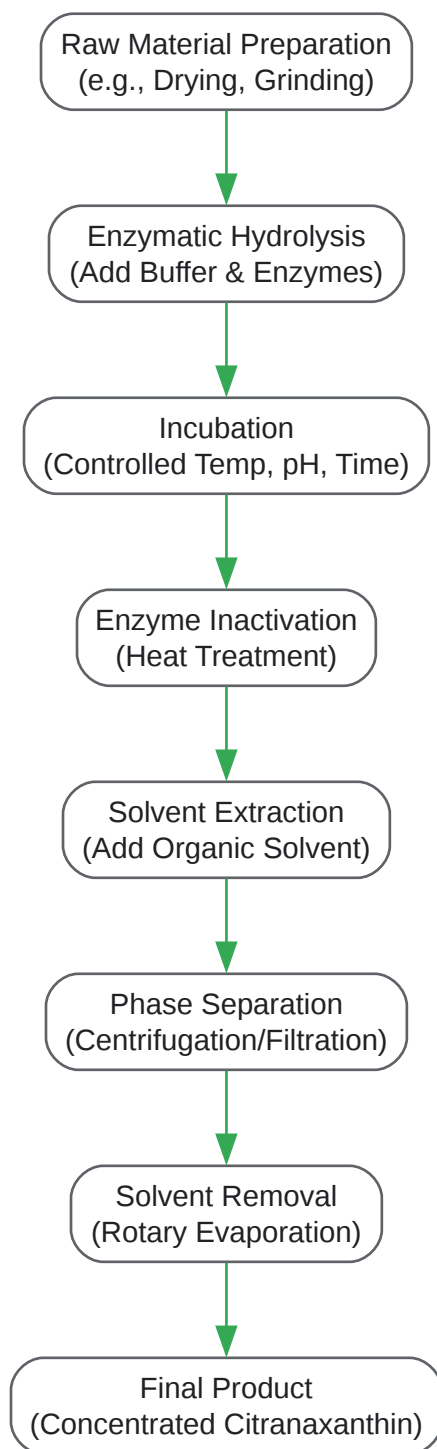 Raw Material Preparation
(e.g., Drying, Grinding)
Enzymatic Hydrolysis
(Add Buffer & Enzymes)
Incubation
(Controlled Temp, pH, Time)
Enzyme Inactivation
(Heat Treatment)
Solvent Extraction
(Add Organic Solvent)
Phase Separation
(Centrifugation/Filtration)
Solvent Removal
(Rotary Evaporation)
Final Product
(Concentrated Citranaxanthin)